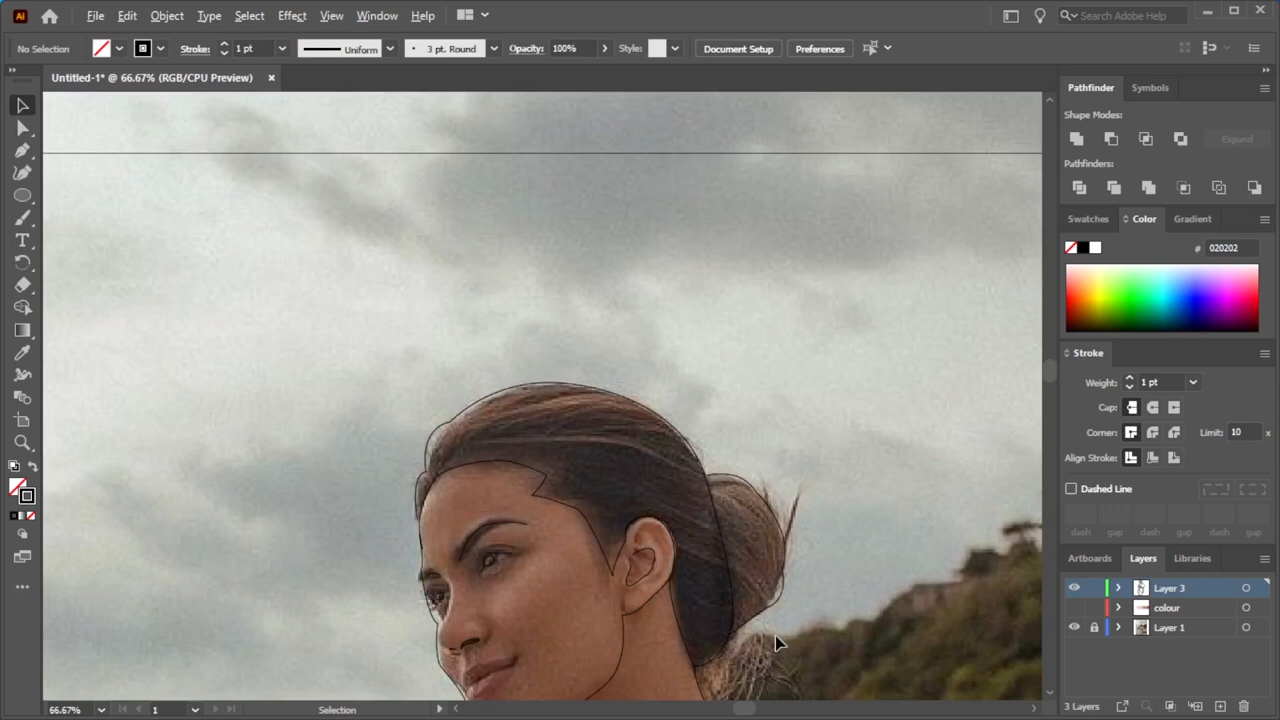 Ai File Edit Object Type Select Effect View Window Help Search Adobe Help
No Selection Stroke: 1 pt Uniform 3 pt. Round Opacity: 100% Style: Document Setup Preferences
Untitled-1* @ 66.67% (RGB/CPU Preview) ×
Pathfinder Symbols
Shape Modes:
Expand
Pathfinders:
Swatches Color Gradient
# 020202
Stroke
Weight: 1 pt
Cap:
Corner: Limit: 10 x
Align Stroke:
Dashed Line
dash gap dash gap dash gap
Artboards Layers Libraries
Layer 3
colour
Layer 1
66.67% 1 Selection 3 Layers